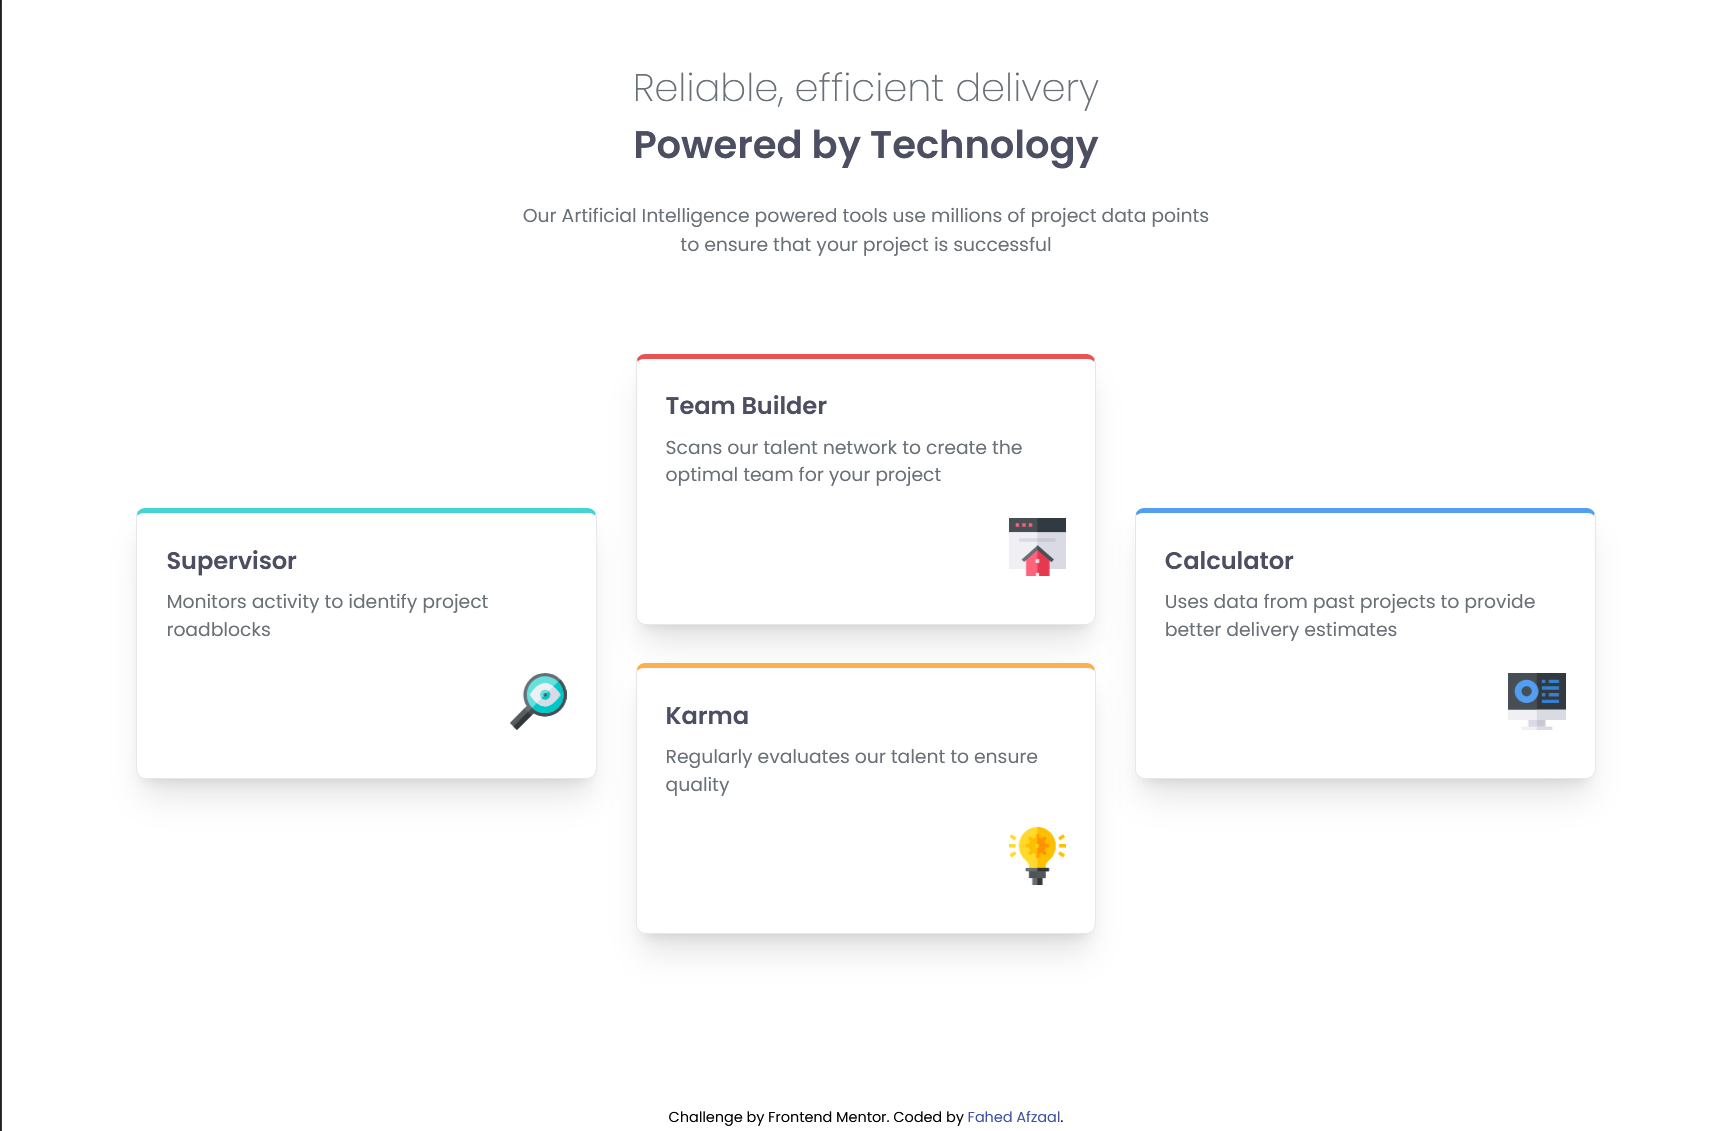 Reliable, efficient delivery
Powered by Technology
Our Artificial Intelligence powered tools use millions of project data points
to ensure that your project is successful
Supervisor
Monitors activity to identify project
roadblocks
Team Builder
Scans our talent network to create the
optimal team for your project
Karma
Regularly evaluates our talent to ensure
quality
Calculator
Uses data from past projects to provide
better delivery estimates
Challenge by Frontend Mentor. Coded by Fahed Afzaal.